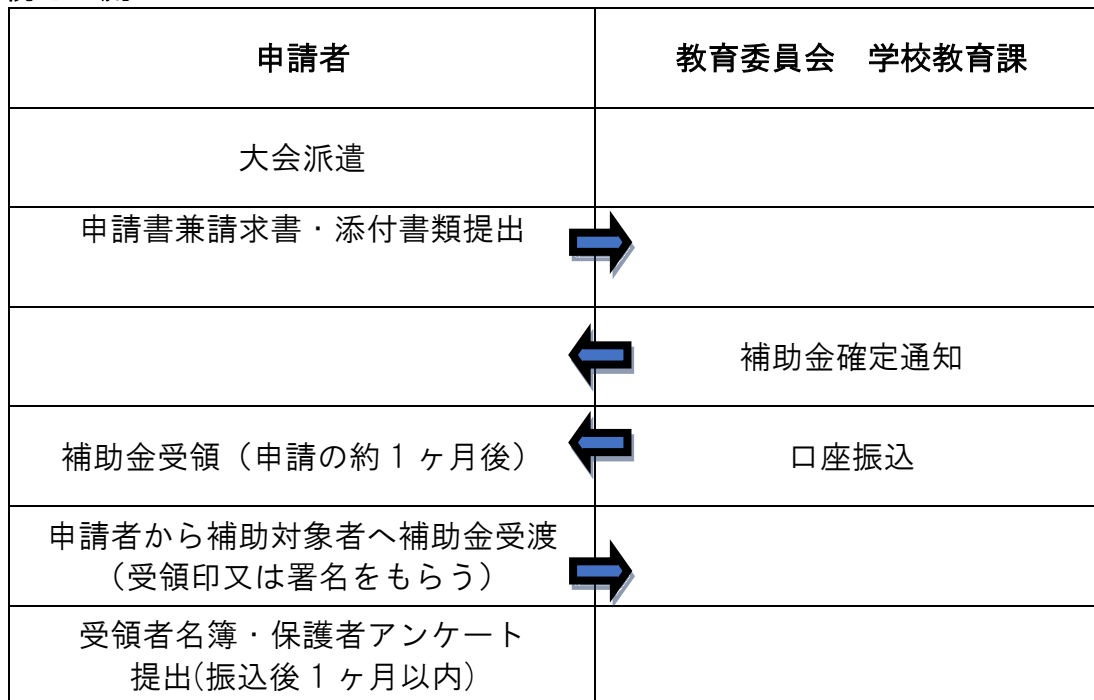 申請者
教育委員会　学校教育課
大会派遣
申請書兼請求書・添付書類提出
補助金確定通知
補助金受領（申請の約１ヶ月後）
口座振込
申請者から補助対象者へ補助金受渡
（受領印又は署名をもらう）
受領者名簿・保護者アンケート
提出(振込後１ヶ月以内)